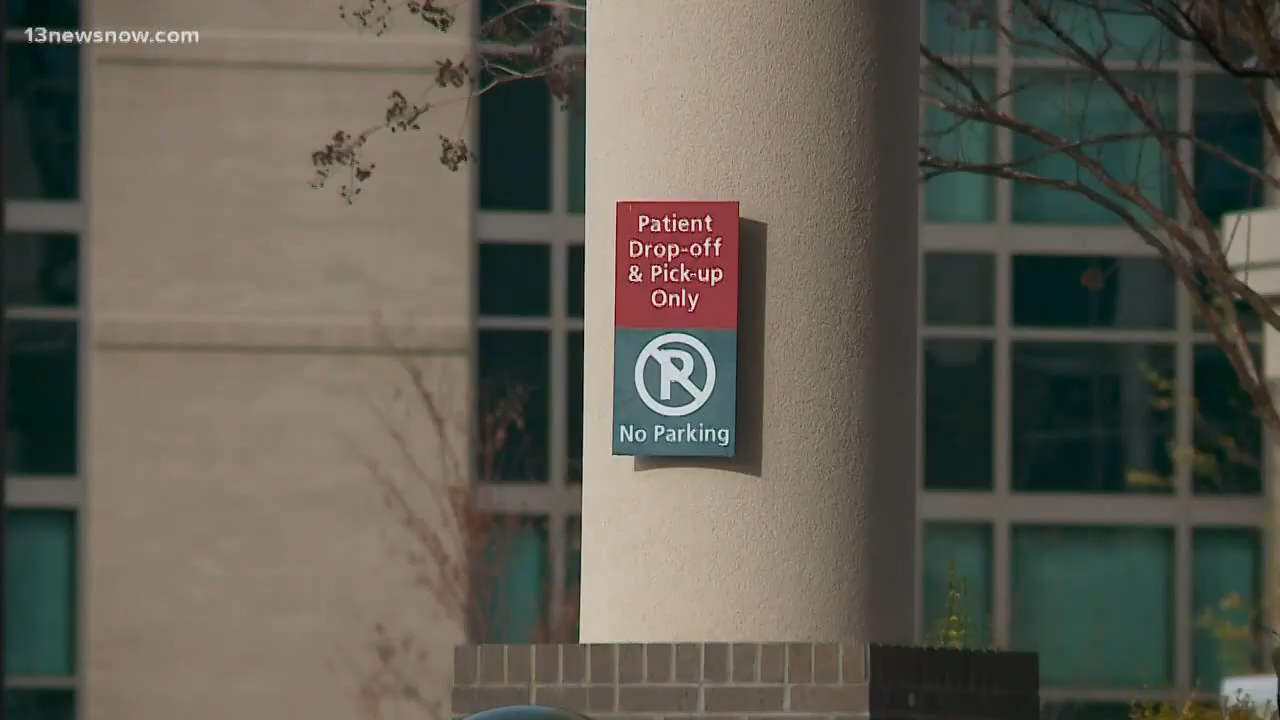 13newsnow.com
Patient
Drop-off
& Pick-up
Only
P
No Parking